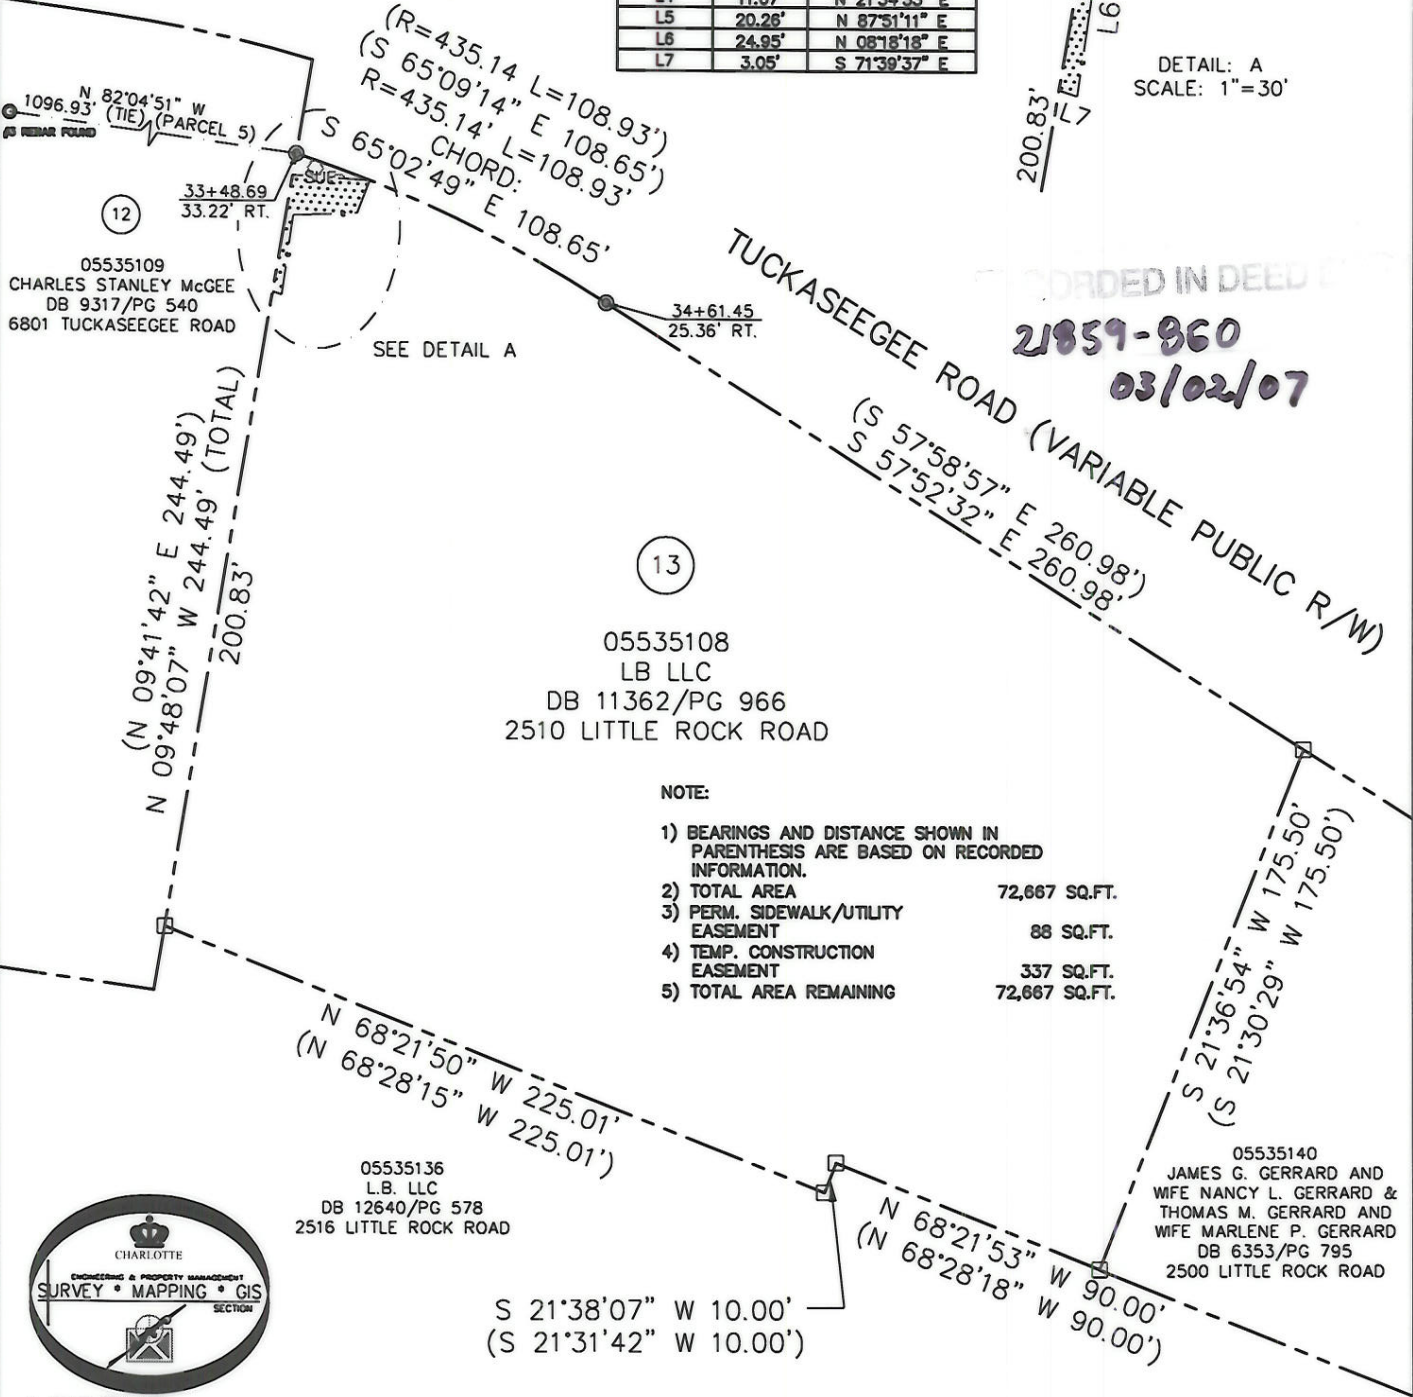 N 21°34'53" E
L5 20.26' N 87°51'11" E
L6 24.95' N 08°18'18" E
L7 3.05' S 71°39'37" E
L6
L7
200.83'
DETAIL: A
SCALE: 1"=30'
N 82°04'51" W
1096.93' (TIE) (PARCEL 5)
REBAR FOUND
(R=435.14 L=108.93')
(S 65°09'14" E 108.65')
R=435.14' L=108.93'
CHORD:
S 65°02'49" E 108.65'
SUE
33+48.69
33.22' RT.
12
05535109
CHARLES STANLEY McGEE
DB 9317/PG 540
6801 TUCKASEEGEE ROAD
SEE DETAIL A
34+61.45
25.36' RT.
TUCKASEEGEE ROAD (VARIABLE PUBLIC R/W)
CORDED IN DEED
21859-860
03/02/07
(S 57°58'57" E 260.98')
S 57°52'32" E 260.98'
(N 09°41'42" E 244.49')
N 09°48'07" W 244.49' (TOTAL)
200.83'
13
05535108
LB LLC
DB 11362/PG 966
2510 LITTLE ROCK ROAD
NOTE:
1) BEARINGS AND DISTANCE SHOWN IN
PARENTHESIS ARE BASED ON RECORDED
INFORMATION.
2) TOTAL AREA 72,667 SQ.FT.
3) PERM. SIDEWALK/UTILITY
EASEMENT 88 SQ.FT.
4) TEMP. CONSTRUCTION
EASEMENT 337 SQ.FT.
5) TOTAL AREA REMAINING 72,667 SQ.FT.
S 21°36'54" W 175.50'
(S 21°30'29" W 175.50')
N 68°21'50" W 225.01'
(N 68°28'15" W 225.01')
05535136
L.B. LLC
DB 12640/PG 578
2516 LITTLE ROCK ROAD
05535140
JAMES G. GERRARD AND
WIFE NANCY L. GERRARD &
THOMAS M. GERRARD AND
WIFE MARLENE P. GERRARD
DB 6353/PG 795
2500 LITTLE ROCK ROAD
N 68°21'53" W 90.00'
(N 68°28'18" W 90.00')
S 21°38'07" W 10.00'
(S 21°31'42" W 10.00')
CHARLOTTE
ENGINEERING & PROPERTY MANAGEMENT
SURVEY * MAPPING * GIS
SECTION